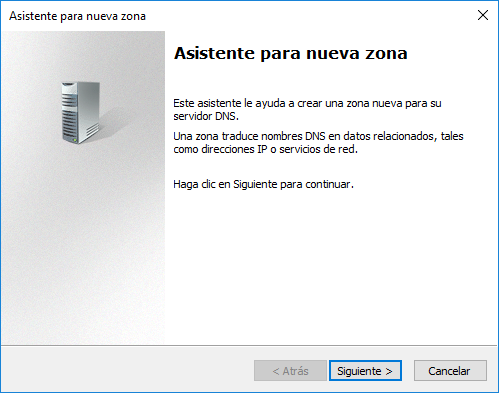 Asistente para nueva zona
Asistente para nueva zona
Este asistente le ayuda a crear una zona nueva para su
servidor DNS.
Una zona traduce nombres DNS en datos relacionados, tales
como direcciones IP o servicios de red.
Haga clic en Siguiente para continuar.
< Atrás
Siguiente >
Cancelar